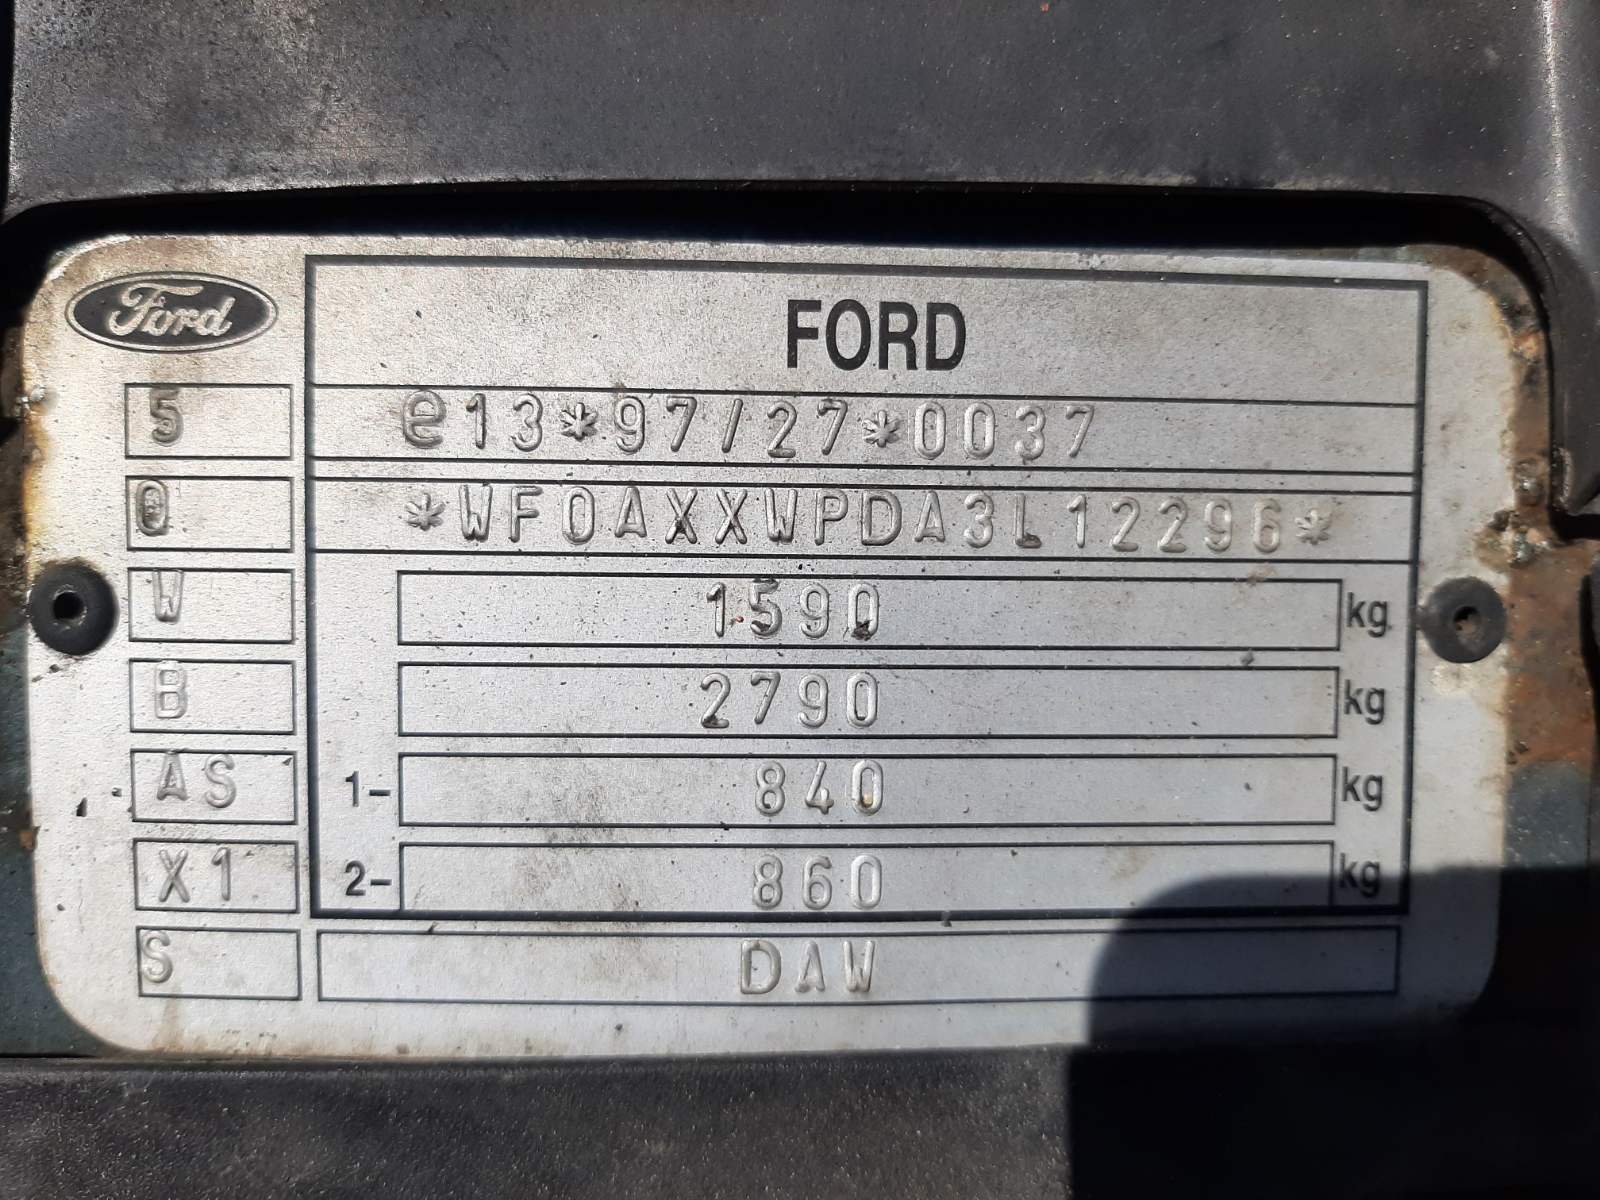 Ford
FORD
5 e13*97/27*0037
0 *WF0AXXWPDA3L12296*
W 1590 kg
B 2790 kg
AS 1- 840 kg
X1 2- 860 kg
S DAW